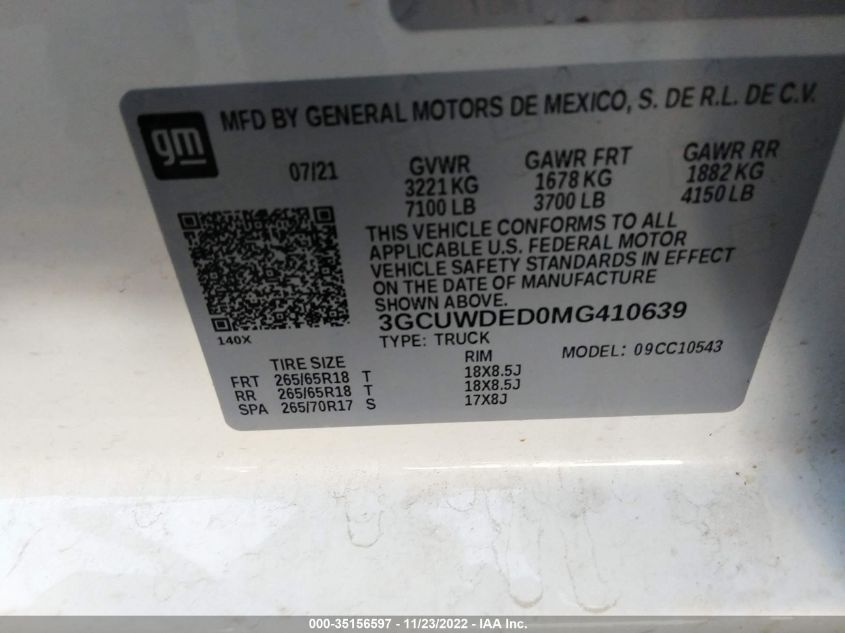 MFD BY GENERAL MOTORS DE MEXICO, S. DE R.L. DE C.V.
gm
07/21
GVWR
3221 KG
7100 LB
GAWR FRT
1678 KG
3700 LB
GAWR RR
1882 KG
4150 LB
THIS VEHICLE CONFORMS TO ALL
APPLICABLE U.S. FEDERAL MOTOR
VEHICLE SAFETY STANDARDS IN EFFECT
ON THE DATE OF MANUFACTURE
SHOWN ABOVE.
140X
3GCUWDED0MG410639
TYPE: TRUCK
MODEL: 09CC10543
TIRE SIZE RIM
FRT 265/65R18 T 18X8.5J
RR 265/65R18 T 18X8.5J
SPA 265/70R17 S 17X8J
000-35156597 - 11/23/2022 - IAA Inc.